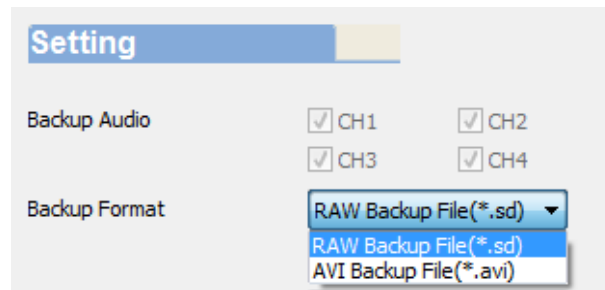 Setting
Backup Audio
CH1 CH2
CH3 CH4
Backup Format
RAW Backup File(*.sd)
RAW Backup File(*.sd)
AVI Backup File(*.avi)